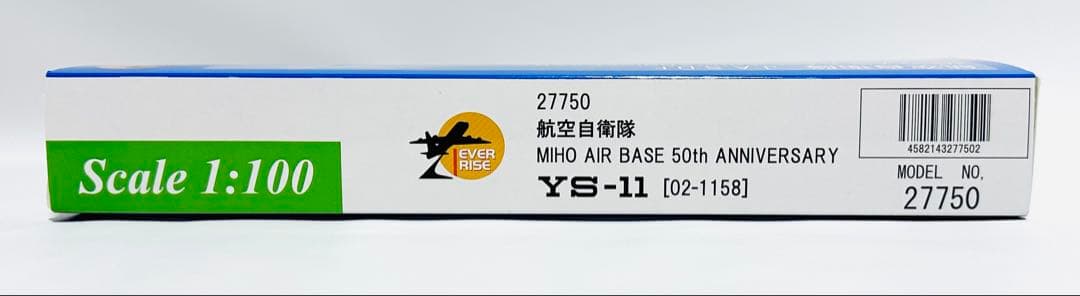 Scale 1:100
EVER
RISE
27750
航空自衛隊
MIHO AIR BASE 50th ANNIVERSARY
YS-11 [02-1158]
4582143277502
MODEL NO.
27750